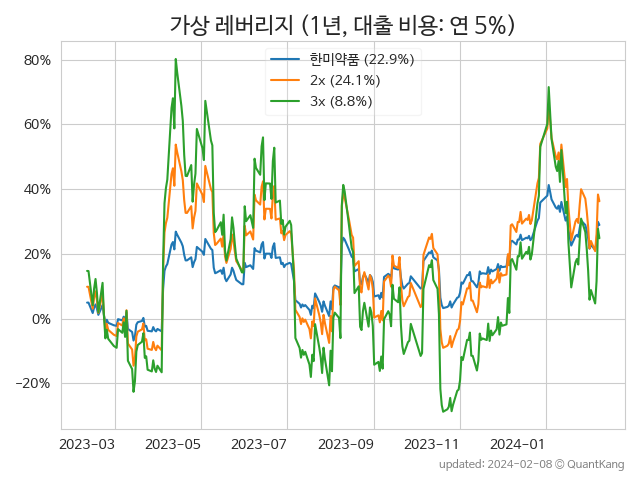 가상 레버리지 (1년, 대출 비용: 연 5%)
한미약품 (22.9%)
2x (24.1%)
3x (8.8%)
80%
60%
40%
20%
0%
−20%
2023-03 2023-05 2023-07 2023-09 2023-11 2024-01
updated: 2024-02-08 © QuantKang